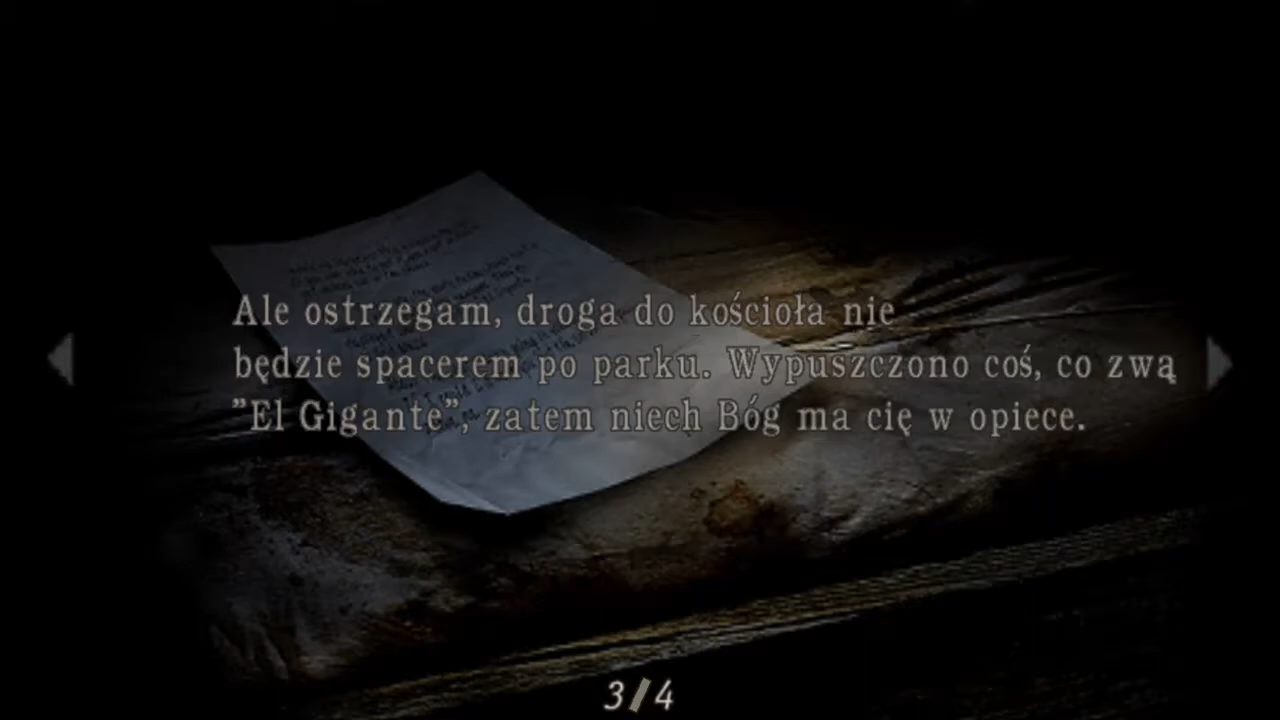 Ale ostrzegam, droga do kościoła nie
będzie spacerem po parku. Wypuszczono coś, co zwą
”El Gigante”, zatem niech Bóg ma cię w opiece.
3/4